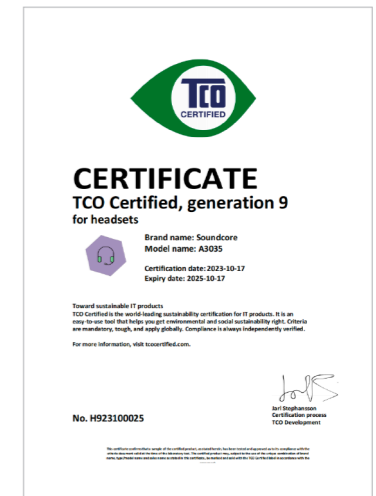 TCO
CERTIFIED
CERTIFICATE
TCO Certified, generation 9
for headsets
Brand name: Soundcore
Model name: A3035
Certification date: 2023-10-17
Expiry date: 2025-10-17
Toward sustainable IT products
TCO Certified is the world-leading sustainability certification for IT products. It is an
easy-to-use tool that helps you get environmental and social sustainability right. Criteria
are mandatory, tough, and apply globally. Compliance is always independently verified.
For more information, visit tcocertified.com.
Jarl Stephansson
Certification process
TCO Development
No. H923100025